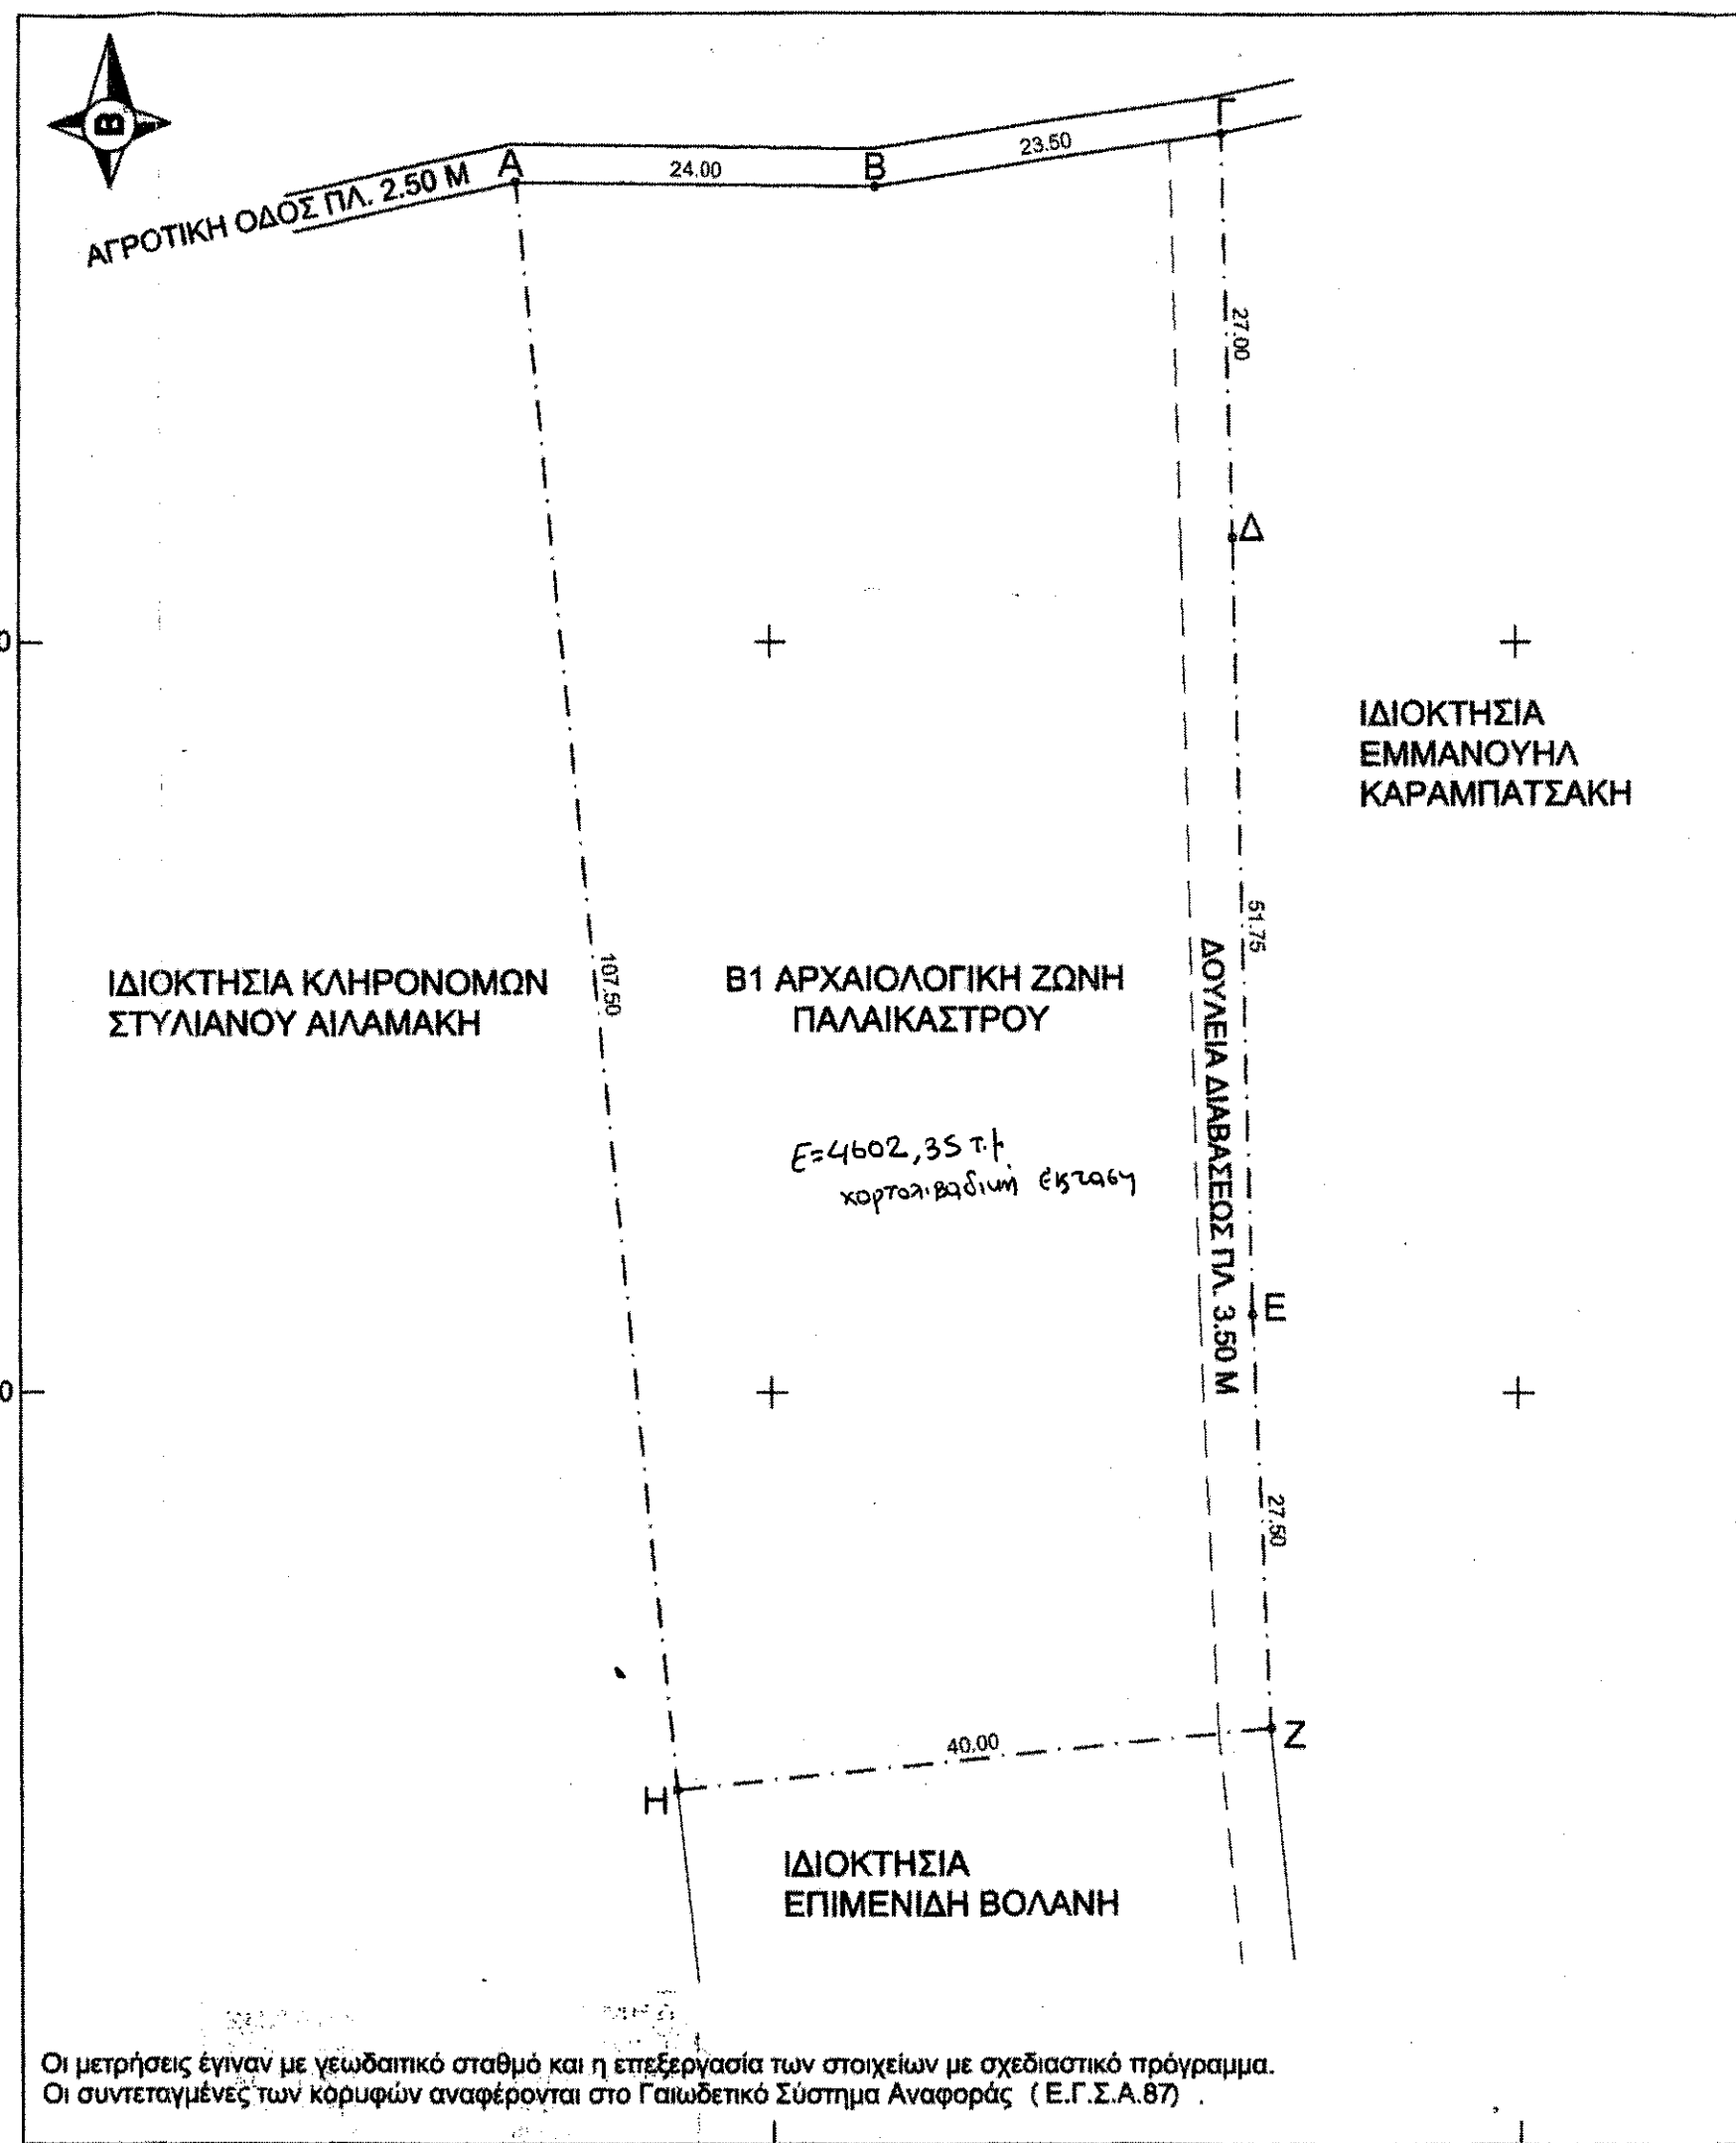 Β
Γ
Α
24.00
Β
23.50
ΑΓΡΟΤΙΚΗ ΟΔΟΣ ΠΛ. 2.50 Μ
27.00
Δ
0
ΙΔΙΟΚΤΗΣΙΑ
ΕΜΜΑΝΟΥΗΛ
ΚΑΡΑΜΠΑΤΣΑΚΗ
51.75
ΙΔΙΟΚΤΗΣΙΑ ΚΛΗΡΟΝΟΜΩΝ
ΣΤΥΛΙΑΝΟΥ ΑΙΛΑΜΑΚΗ
107.50
Β1 ΑΡΧΑΙΟΛΟΓΙΚΗ ΖΩΝΗ
ΠΑΛΑΙΚΑΣΤΡΟΥ
ΔΟΥΛΕΙΑ ΔΙΑΒΑΣΕΩΣ ΠΛ. 3.50 Μ
Ε=4602,35 τ.μ.
χορτολιβαδική έκταση
Ε
0
27.50
40.00
Ζ
Η
ΙΔΙΟΚΤΗΣΙΑ
ΕΠΙΜΕΝΙΔΗ ΒΟΛΑΝΗ
Οι μετρήσεις έγιναν με γεωδαιτικό σταθμό και η επεξεργασία των στοιχείων με σχεδιαστικό πρόγραμμα.
Οι συντεταγμένες των κορυφών αναφέρονται στο Γαιωδετικό Σύστημα Αναφοράς ( Ε.Γ.Σ.Α.87) .